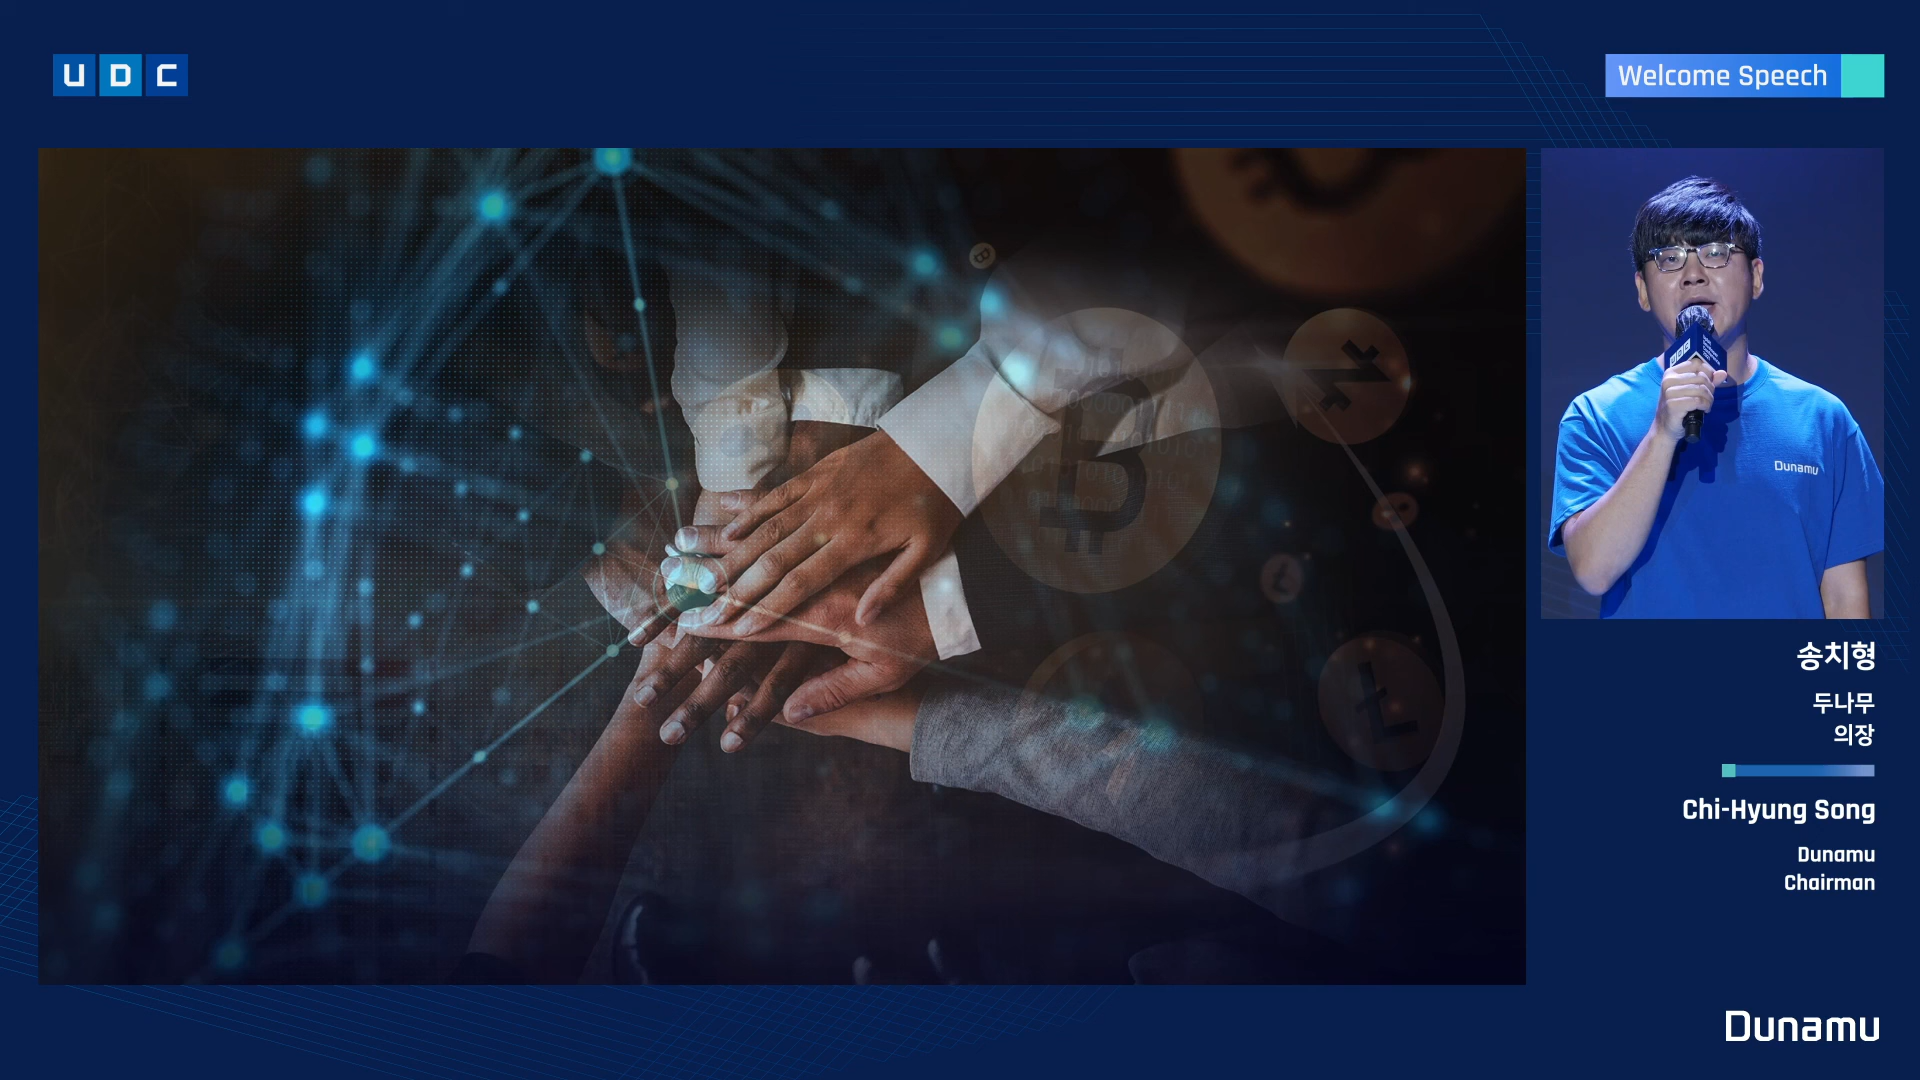 UDC
Welcome Speech
Dunamu
송치형
두나무
의장
Chi-Hyung Song
Dunamu
Chairman
Dunamu